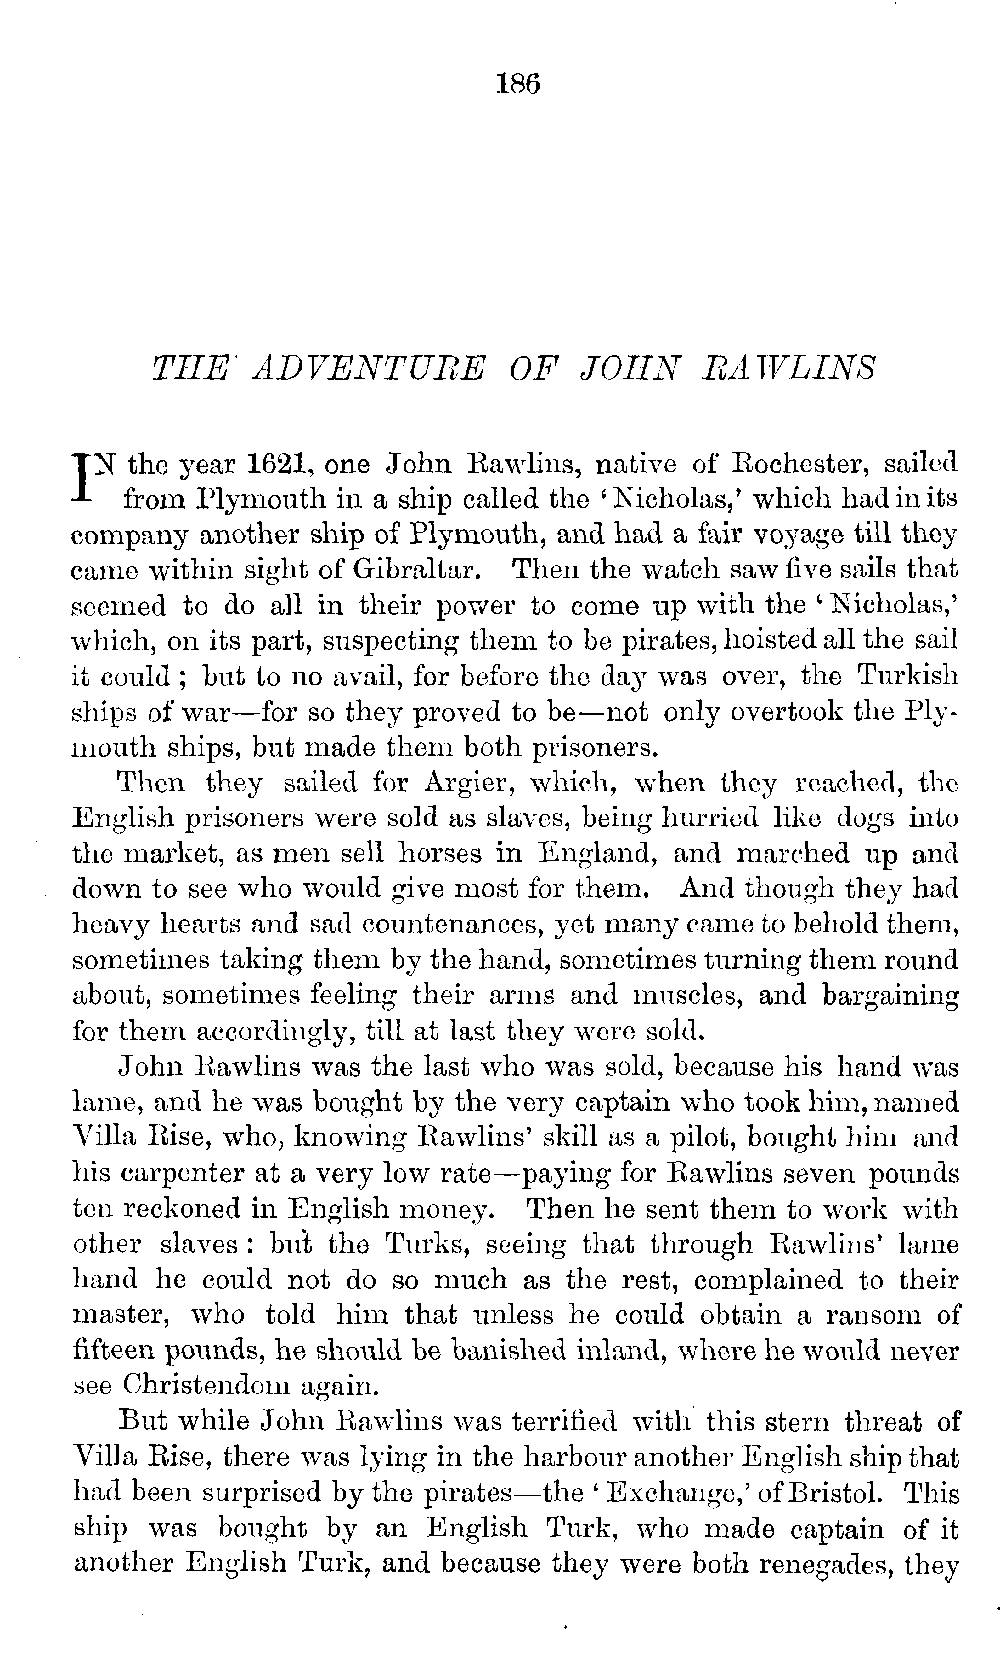 186
THE ADVENTURE OF JOHN RAWLINS
IN the year 1621, one John Rawlins, native of Rochester, sailed
from Plymouth in a ship called the ‘Nicholas,’ which had in its
company another ship of Plymouth, and had a fair voyage till they
came within sight of Gibraltar. Then the watch saw five sails that
seemed to do all in their power to come up with the ‘Nicholas,’
which, on its part, suspecting them to be pirates, hoisted all the sail
it could; but to no avail, for before the day was over, the Turkish
ships of war—for so they proved to be—not only overtook the Ply-
mouth ships, but made them both prisoners.
Then they sailed for Argier, which, when they reached, the
English prisoners were sold as slaves, being hurried like dogs into
the market, as men sell horses in England, and marched up and
down to see who would give most for them. And though they had
heavy hearts and sad countenances, yet many came to behold them,
sometimes taking them by the hand, sometimes turning them round
about, sometimes feeling their arms and muscles, and bargaining
for them accordingly, till at last they were sold.
John Rawlins was the last who was sold, because his hand was
lame, and he was bought by the very captain who took him, named
Villa Rise, who, knowing Rawlins’ skill as a pilot, bought him and
his carpenter at a very low rate—paying for Rawlins seven pounds
ten reckoned in English money. Then he sent them to work with
other slaves: but the Turks, seeing that through Rawlins’ lame
hand he could not do so much as the rest, complained to their
master, who told him that unless he could obtain a ransom of
fifteen pounds, he should be banished inland, where he would never
see Christendom again.
But while John Rawlins was terrified with this stern threat of
Villa Rise, there was lying in the harbour another English ship that
had been surprised by the pirates—the ‘Exchange,’ of Bristol. This
ship was bought by an English Turk, who made captain of it
another English Turk, and because they were both renegades, they